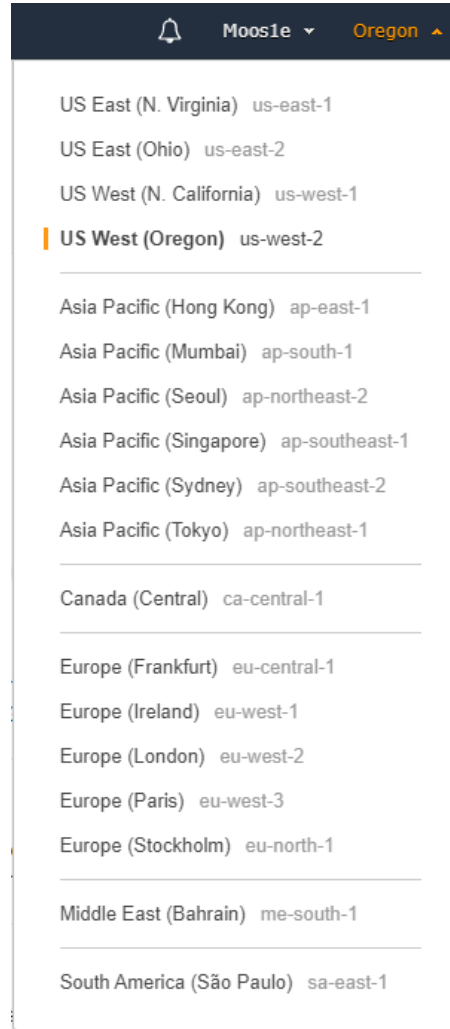 Moos1e Oregon
US East (N. Virginia) us-east-1
US East (Ohio) us-east-2
US West (N. California) us-west-1
US West (Oregon) us-west-2
Asia Pacific (Hong Kong) ap-east-1
Asia Pacific (Mumbai) ap-south-1
Asia Pacific (Seoul) ap-northeast-2
Asia Pacific (Singapore) ap-southeast-1
Asia Pacific (Sydney) ap-southeast-2
Asia Pacific (Tokyo) ap-northeast-1
Canada (Central) ca-central-1
Europe (Frankfurt) eu-central-1
Europe (Ireland) eu-west-1
Europe (London) eu-west-2
Europe (Paris) eu-west-3
Europe (Stockholm) eu-north-1
Middle East (Bahrain) me-south-1
South America (São Paulo) sa-east-1